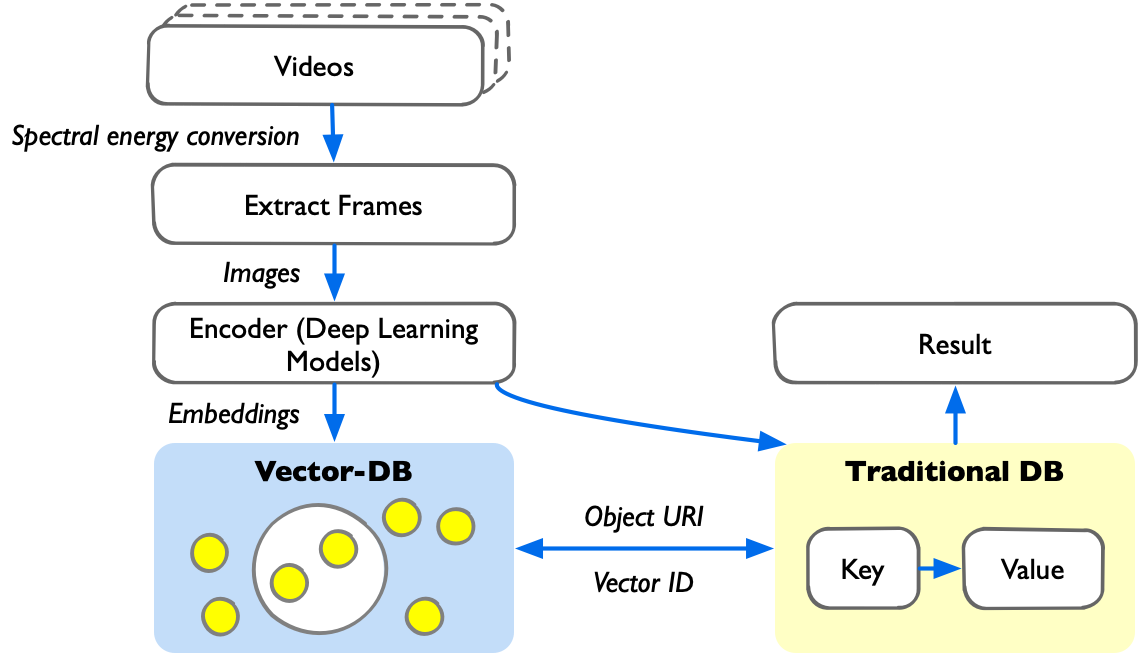 Videos
Spectral energy conversion
Extract Frames
Images
Encoder (Deep Learning
Models)
Result
Embeddings
Vector-DB
Traditional DB
Object URI
Vector ID
Key
Value